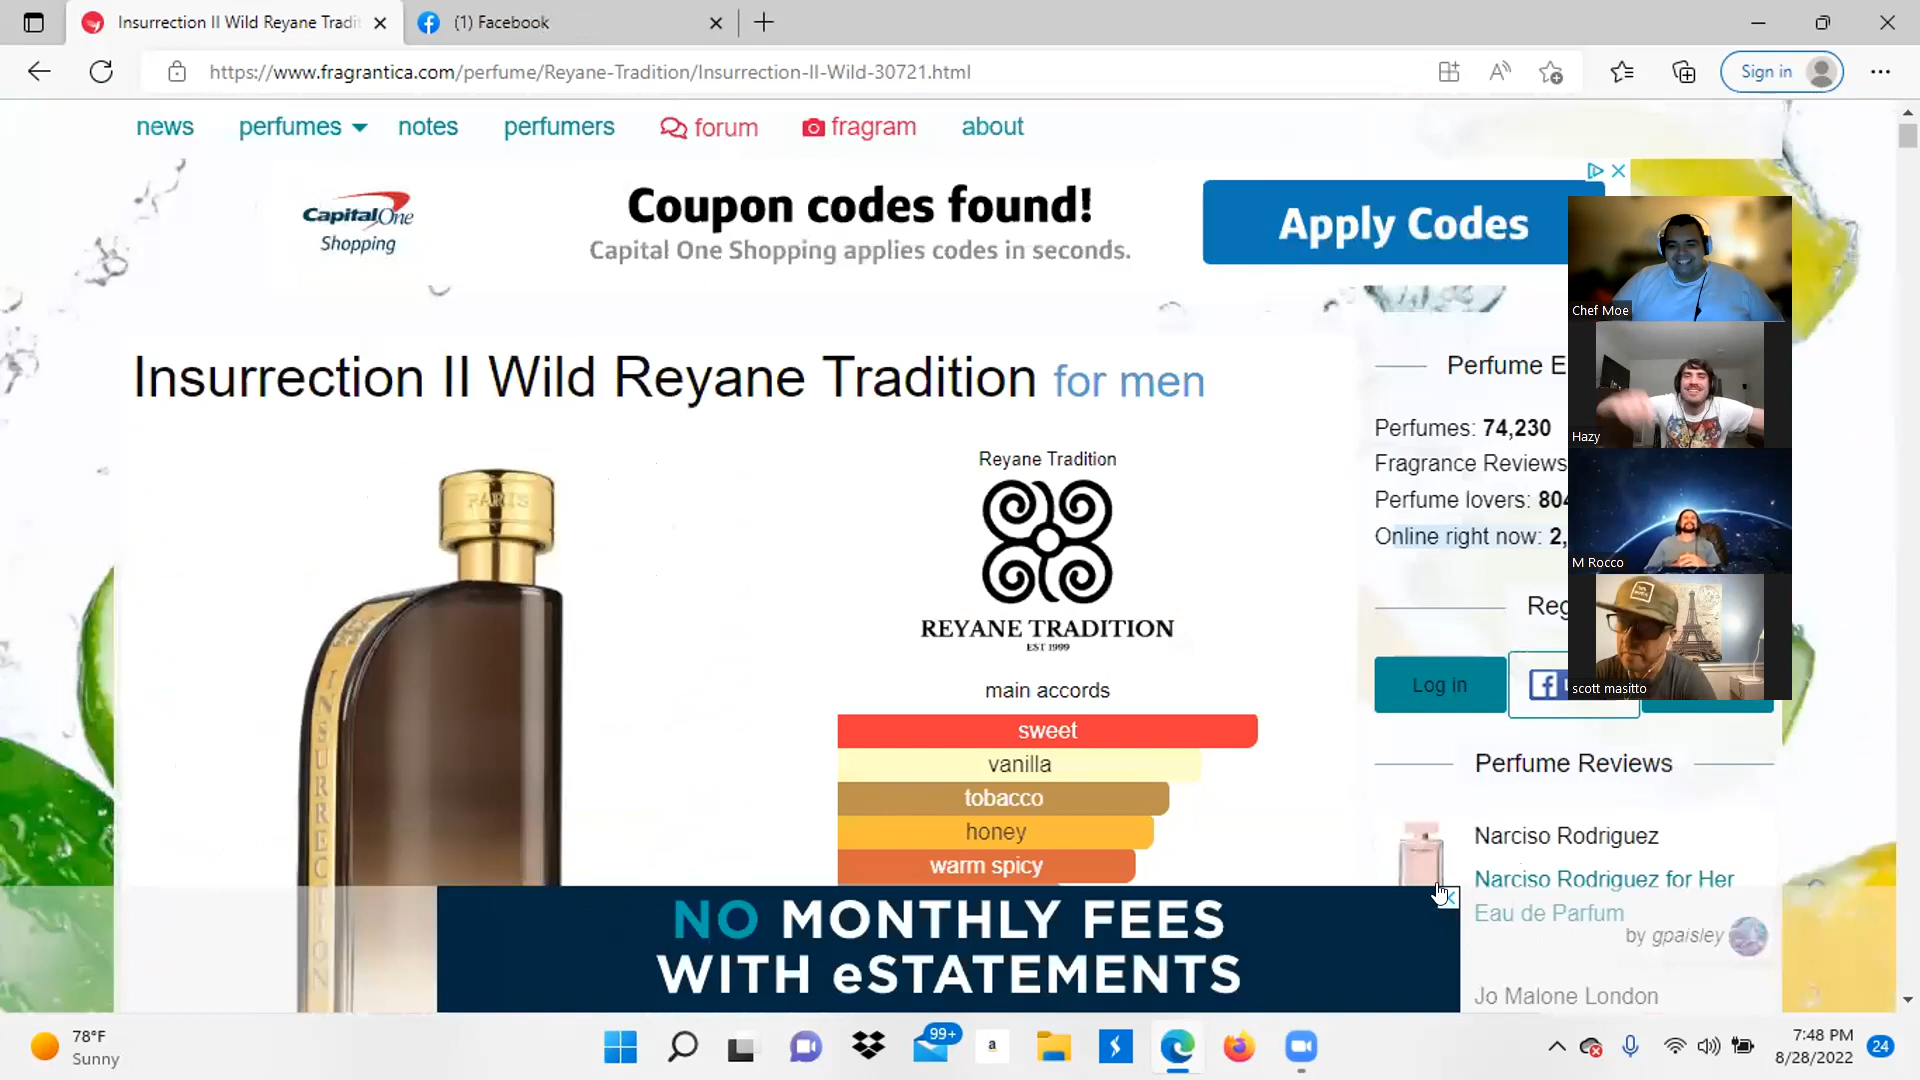 Insurrection II Wild Reyane Tradit
(1) Facebook
https://www.fragrantica.com/perfume/Reyane-Tradition/Insurrection-II-Wild-30721.html
Sign in
news
perfumes
notes
perfumers
forum
fragram
about
CapitalOne
Shopping
Coupon codes found!
Capital One Shopping applies codes in seconds.
Apply Codes
Insurrection II Wild Reyane Tradition for men
PARIS
INSURRECTION
Reyane Tradition
REYANE TRADITION
EST 1999
main accords
sweet
vanilla
tobacco
honey
warm spicy
Perfume E
Perfumes: 74,230
Fragrance Reviews
Perfume lovers: 804
Online right now: 2,
Reg
Log in
Chef Moe
Hazy
M Rocco
scott masitto
Perfume Reviews
Narciso Rodriguez
Narciso Rodriguez for Her
Eau de Parfum
by gpaisley
Jo Malone London
NO MONTHLY FEES
WITH eSTATEMENTS
78°F
Sunny
99+
a
7:48 PM
8/28/2022
24